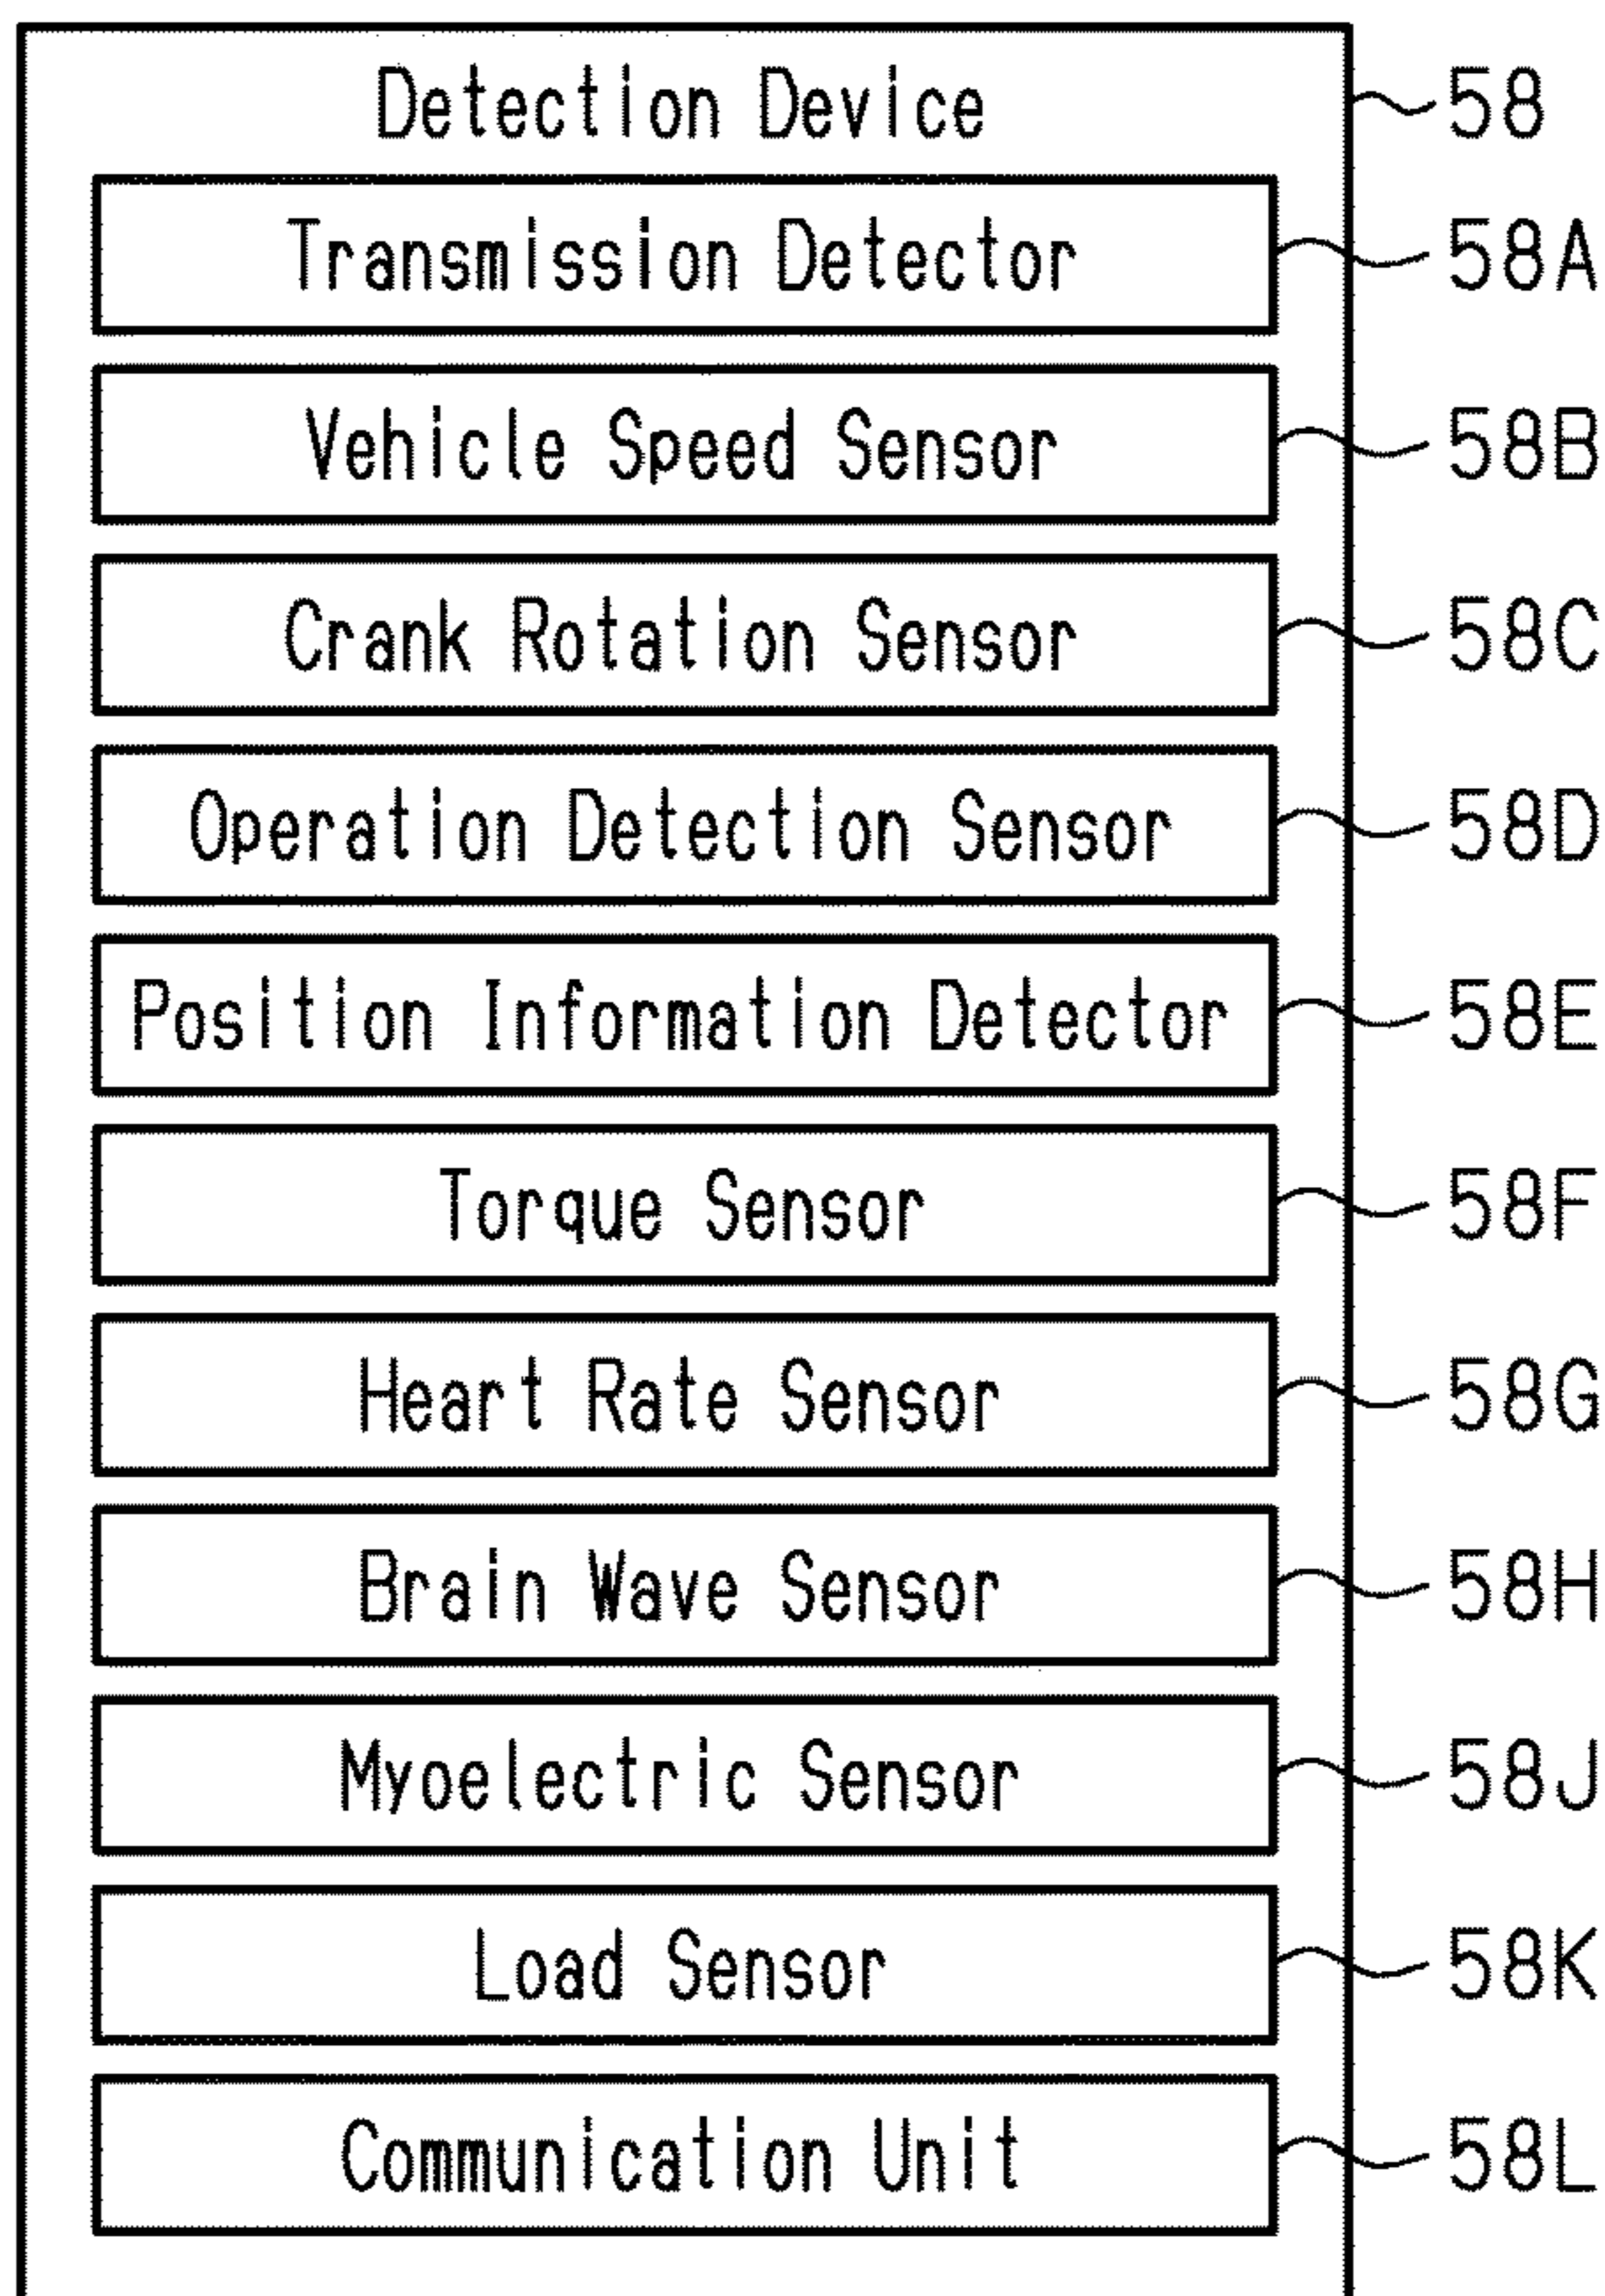 Detection Device 58
Transmission Detector 58A
Vehicle Speed Sensor 58B
Crank Rotation Sensor 58C
Operation Detection Sensor 58D
Position Information Detector 58E
Torque Sensor 58F
Heart Rate Sensor 58G
Brain Wave Sensor 58H
Myoelectric Sensor 58J
Load Sensor 58K
Communication Unit 58L